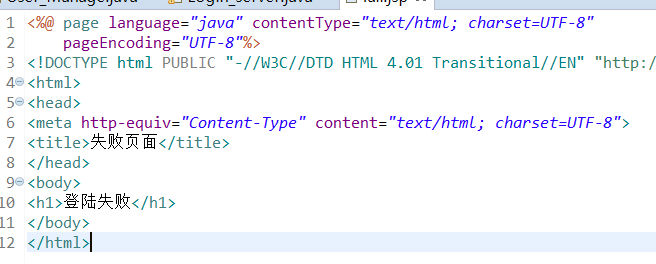 Login_server.java
1 <%@ page language="java" contentType="text/html; charset=UTF-8"
2 pageEncoding="UTF-8"%>
3 <!DOCTYPE html PUBLIC "-//W3C//DTD HTML 4.01 Transitional//EN" "http:/
4 <html>
5 <head>
6 <meta http-equiv="Content-Type" content="text/html; charset=UTF-8">
7 <title>失败页面</title>
8 </head>
9 <body>
10 <h1>登陆失败</h1>
11 </body>
12 </html>